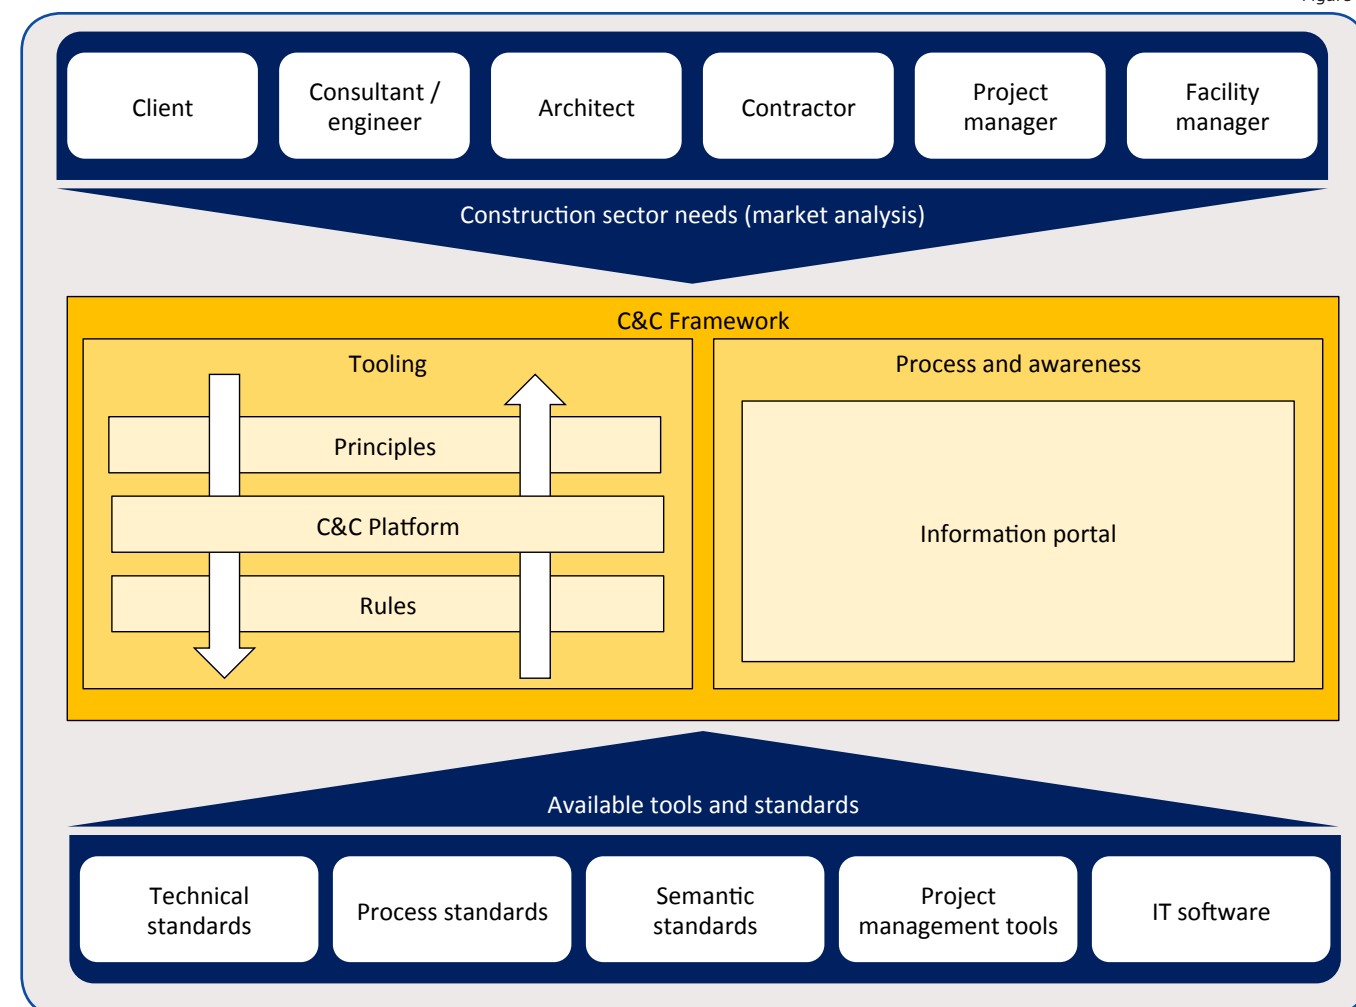 Figure
Client
Consultant /
engineer
Architect
Contractor
Project
manager
Facility
manager
Construction sector needs (market analysis)
C&C Framework
Tooling
Principles
C&C Platform
Rules
Process and awareness
Information portal
Available tools and standards
Technical
standards
Process standards
Semantic
standards
Project
management tools
IT software